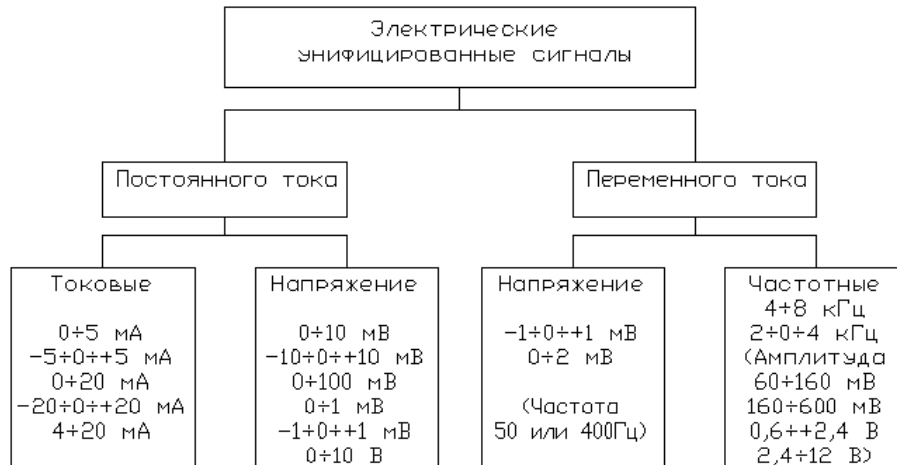 Электрические
унифицированные сигналы
Постоянного тока
Переменного тока
Токовые
0÷5 мА
-5÷0÷+5 мА
0÷20 мА
-20÷0÷+20 мА
4÷20 мА
Напряжение
0÷10 мВ
-10÷0÷+10 мВ
0÷100 мВ
0÷1 мВ
-1÷0÷+1 мВ
0÷10 В
Напряжение
-1÷0÷+1 мВ
0÷2 мВ
(Частота
50 или 400Гц)
Частотные
4÷8 кГц
2÷0÷4 кГц
(Амплитуда
60÷160 мВ
160÷600 мВ
0,6÷+2,4 В
2,4÷12 В)